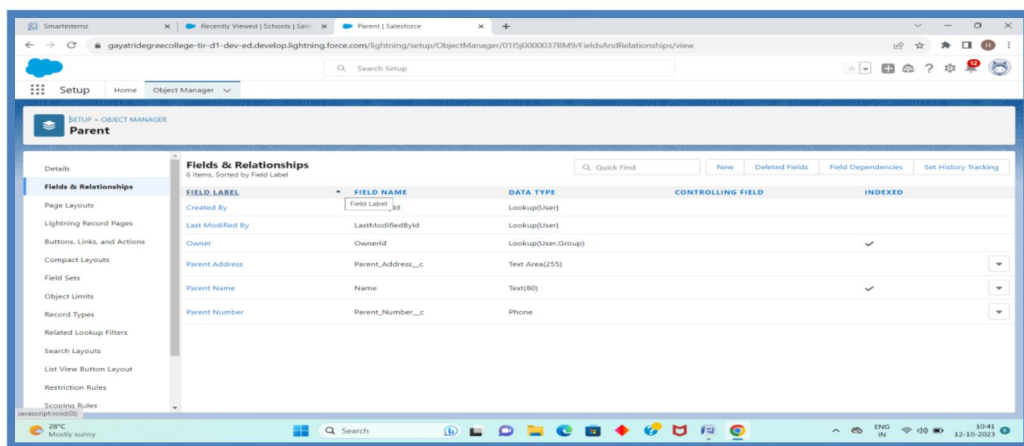 Smartinternz
Recently Viewed | Schools | Sales
Parent | Salesforce
gayatridegreecollege-tir-d1-dev-ed.develop.lightning.force.com/lightning/setup/ObjectManager/01I5j0000037BM9/FieldsAndRelationships/view
H
Search Setup
12
Setup Home Object Manager
SETUP > OBJECT MANAGER
Parent
Details
Fields & Relationships
Page Layouts
Lightning Record Pages
Buttons, Links, and Actions
Compact Layouts
Field Sets
Object Limits
Record Types
Related Lookup Filters
Search Layouts
List View Button Layout
Restriction Rules
Scoping Rules
Fields & Relationships
6 Items, Sorted by Field Label
Quick Find New Deleted Fields Field Dependencies Set History Tracking
FIELD LABEL FIELD NAME DATA TYPE CONTROLLING FIELD INDEXED
Field Label
Created By Lookup(User)
Last Modified By LastModifiedById Lookup(User)
Owner OwnerId Lookup(User,Group)
Parent Address Parent_Address__c Text Area(255)
Parent Name Name Text(80)
Parent Number Parent_Number__c Phone
javascript:void(0);
28°C
Mostly sunny
Search
ENG
IN
10:41
12-10-2023